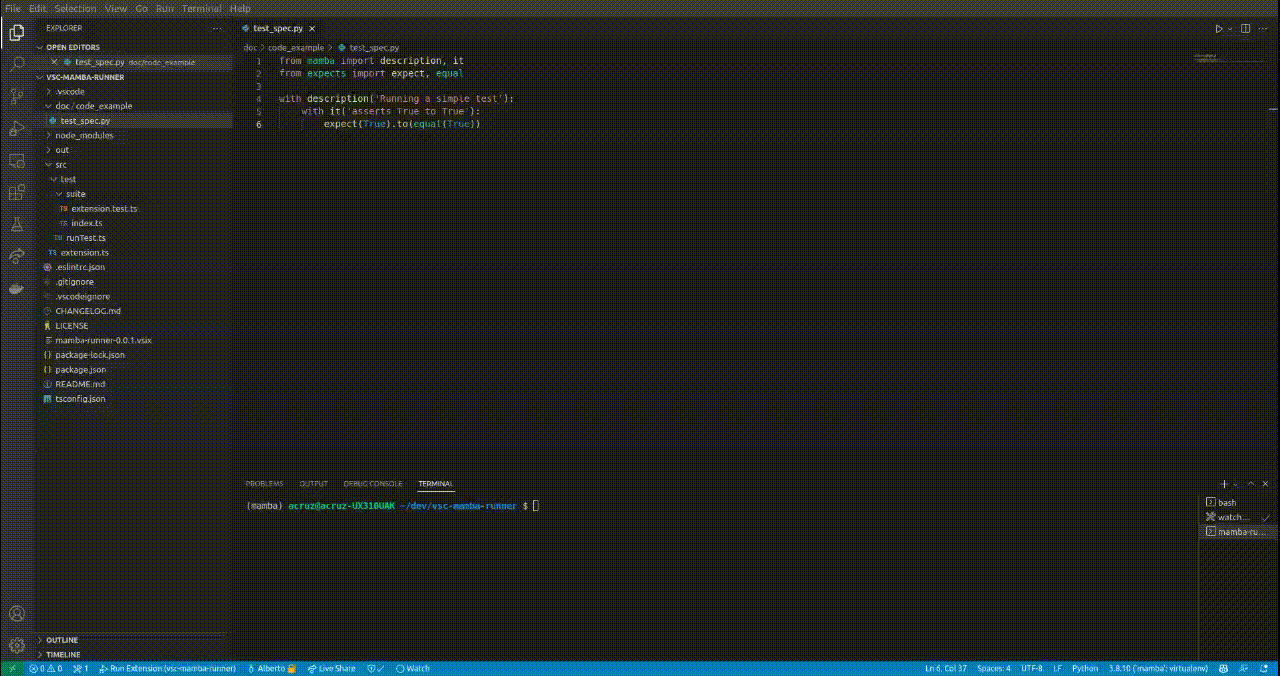 File Edit Selection View Go Run Terminal Help
EXPLORER ...
OPEN EDITORS
test_spec.py doc/code_example
VSC-MAMBA-RUNNER
.vscode
doc/code_example
test_spec.py
node_modules
out
src
test
suite
TS extension.test.ts
TS index.ts
TS runTest.ts
TS extension.ts
.eslintrc.json
.gitignore
.vscodeignore
CHANGELOG.md
LICENSE
mamba-runner-0.0.1.vsix
{} package-lock.json
{} package.json
README.md
tsconfig.json
OUTLINE
TIMELINE
test_spec.py
doc > code_example > test_spec.py
1 from mamba import description, it
2 from expects import expect, equal
3
4 with description('Running a simple test'):
5 with it('asserts True to True'):
6 expect(True).to(equal(True))
PROBLEMS OUTPUT DEBUG CONSOLE TERMINAL
(mamba) acruz@acruz-UX310UAK ~/dev/vsc-mamba-runner $
bash
watch...
mamba-ru...
0 0 1 Run Extension (vsc-mamba-runner) Alberto Live Share Watch Ln 6, Col 37 Spaces: 4 UTF-8 LF Python 3.8.10 ('mamba': virtualenv)